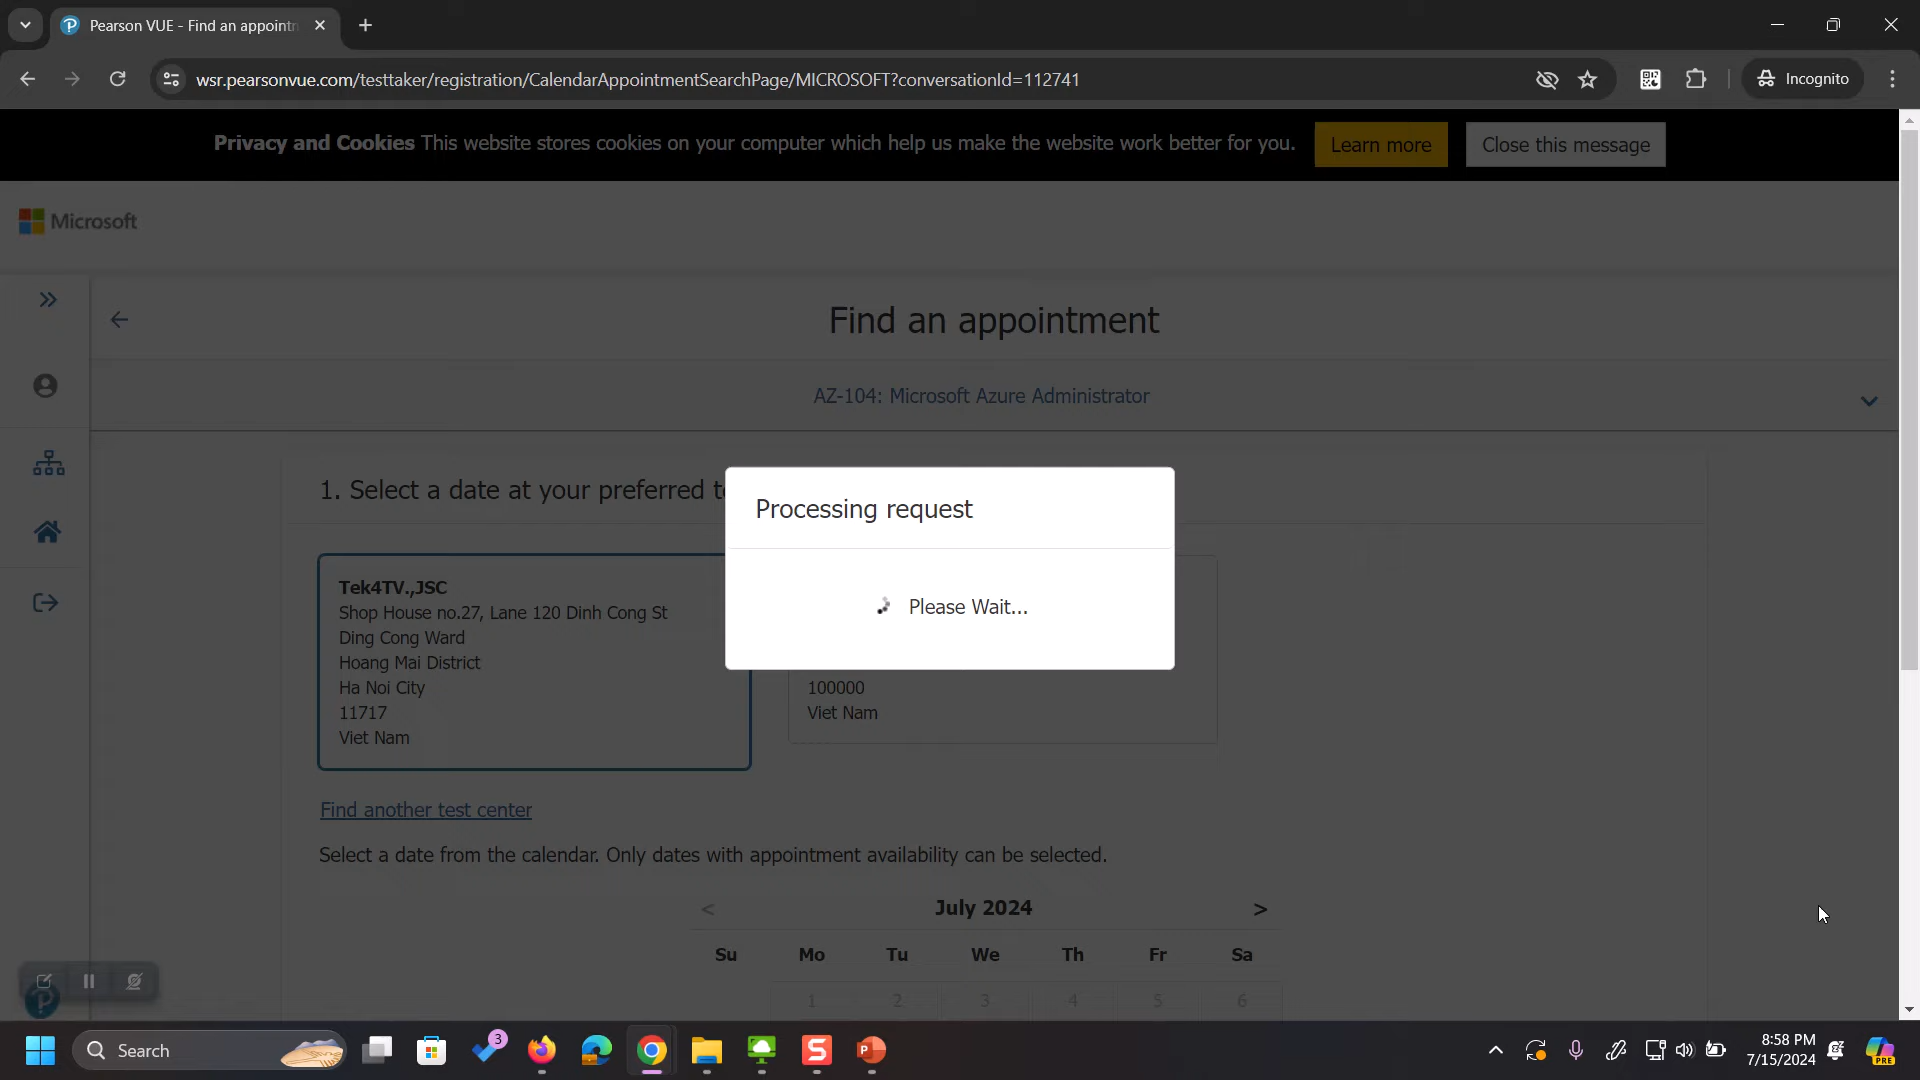 Pearson VUE - Find an appointn
wsr.pearsonvue.com/testtaker/registration/CalendarAppointmentSearchPage/MICROSOFT?conversationId=112741
Incognito
Privacy and Cookies This website stores cookies on your computer which help us make the website work better for you.
Learn more
Close this message
Microsoft
Find an appointment
AZ-104: Microsoft Azure Administrator
1. Select a date at your preferred
Processing request
Please Wait...
Tek4TV.,JSC
Shop House no.27, Lane 120 Dinh Cong St
Ding Cong Ward
Hoang Mai District
Ha Noi City
11717
Viet Nam
100000
Viet Nam
Find another test center
Select a date from the calendar. Only dates with appointment availability can be selected.
< July 2024 >
Su Mo Tu We Th Fr Sa
1 2 3 4 5 6
Search
3
8:58 PM
7/15/2024
PRE